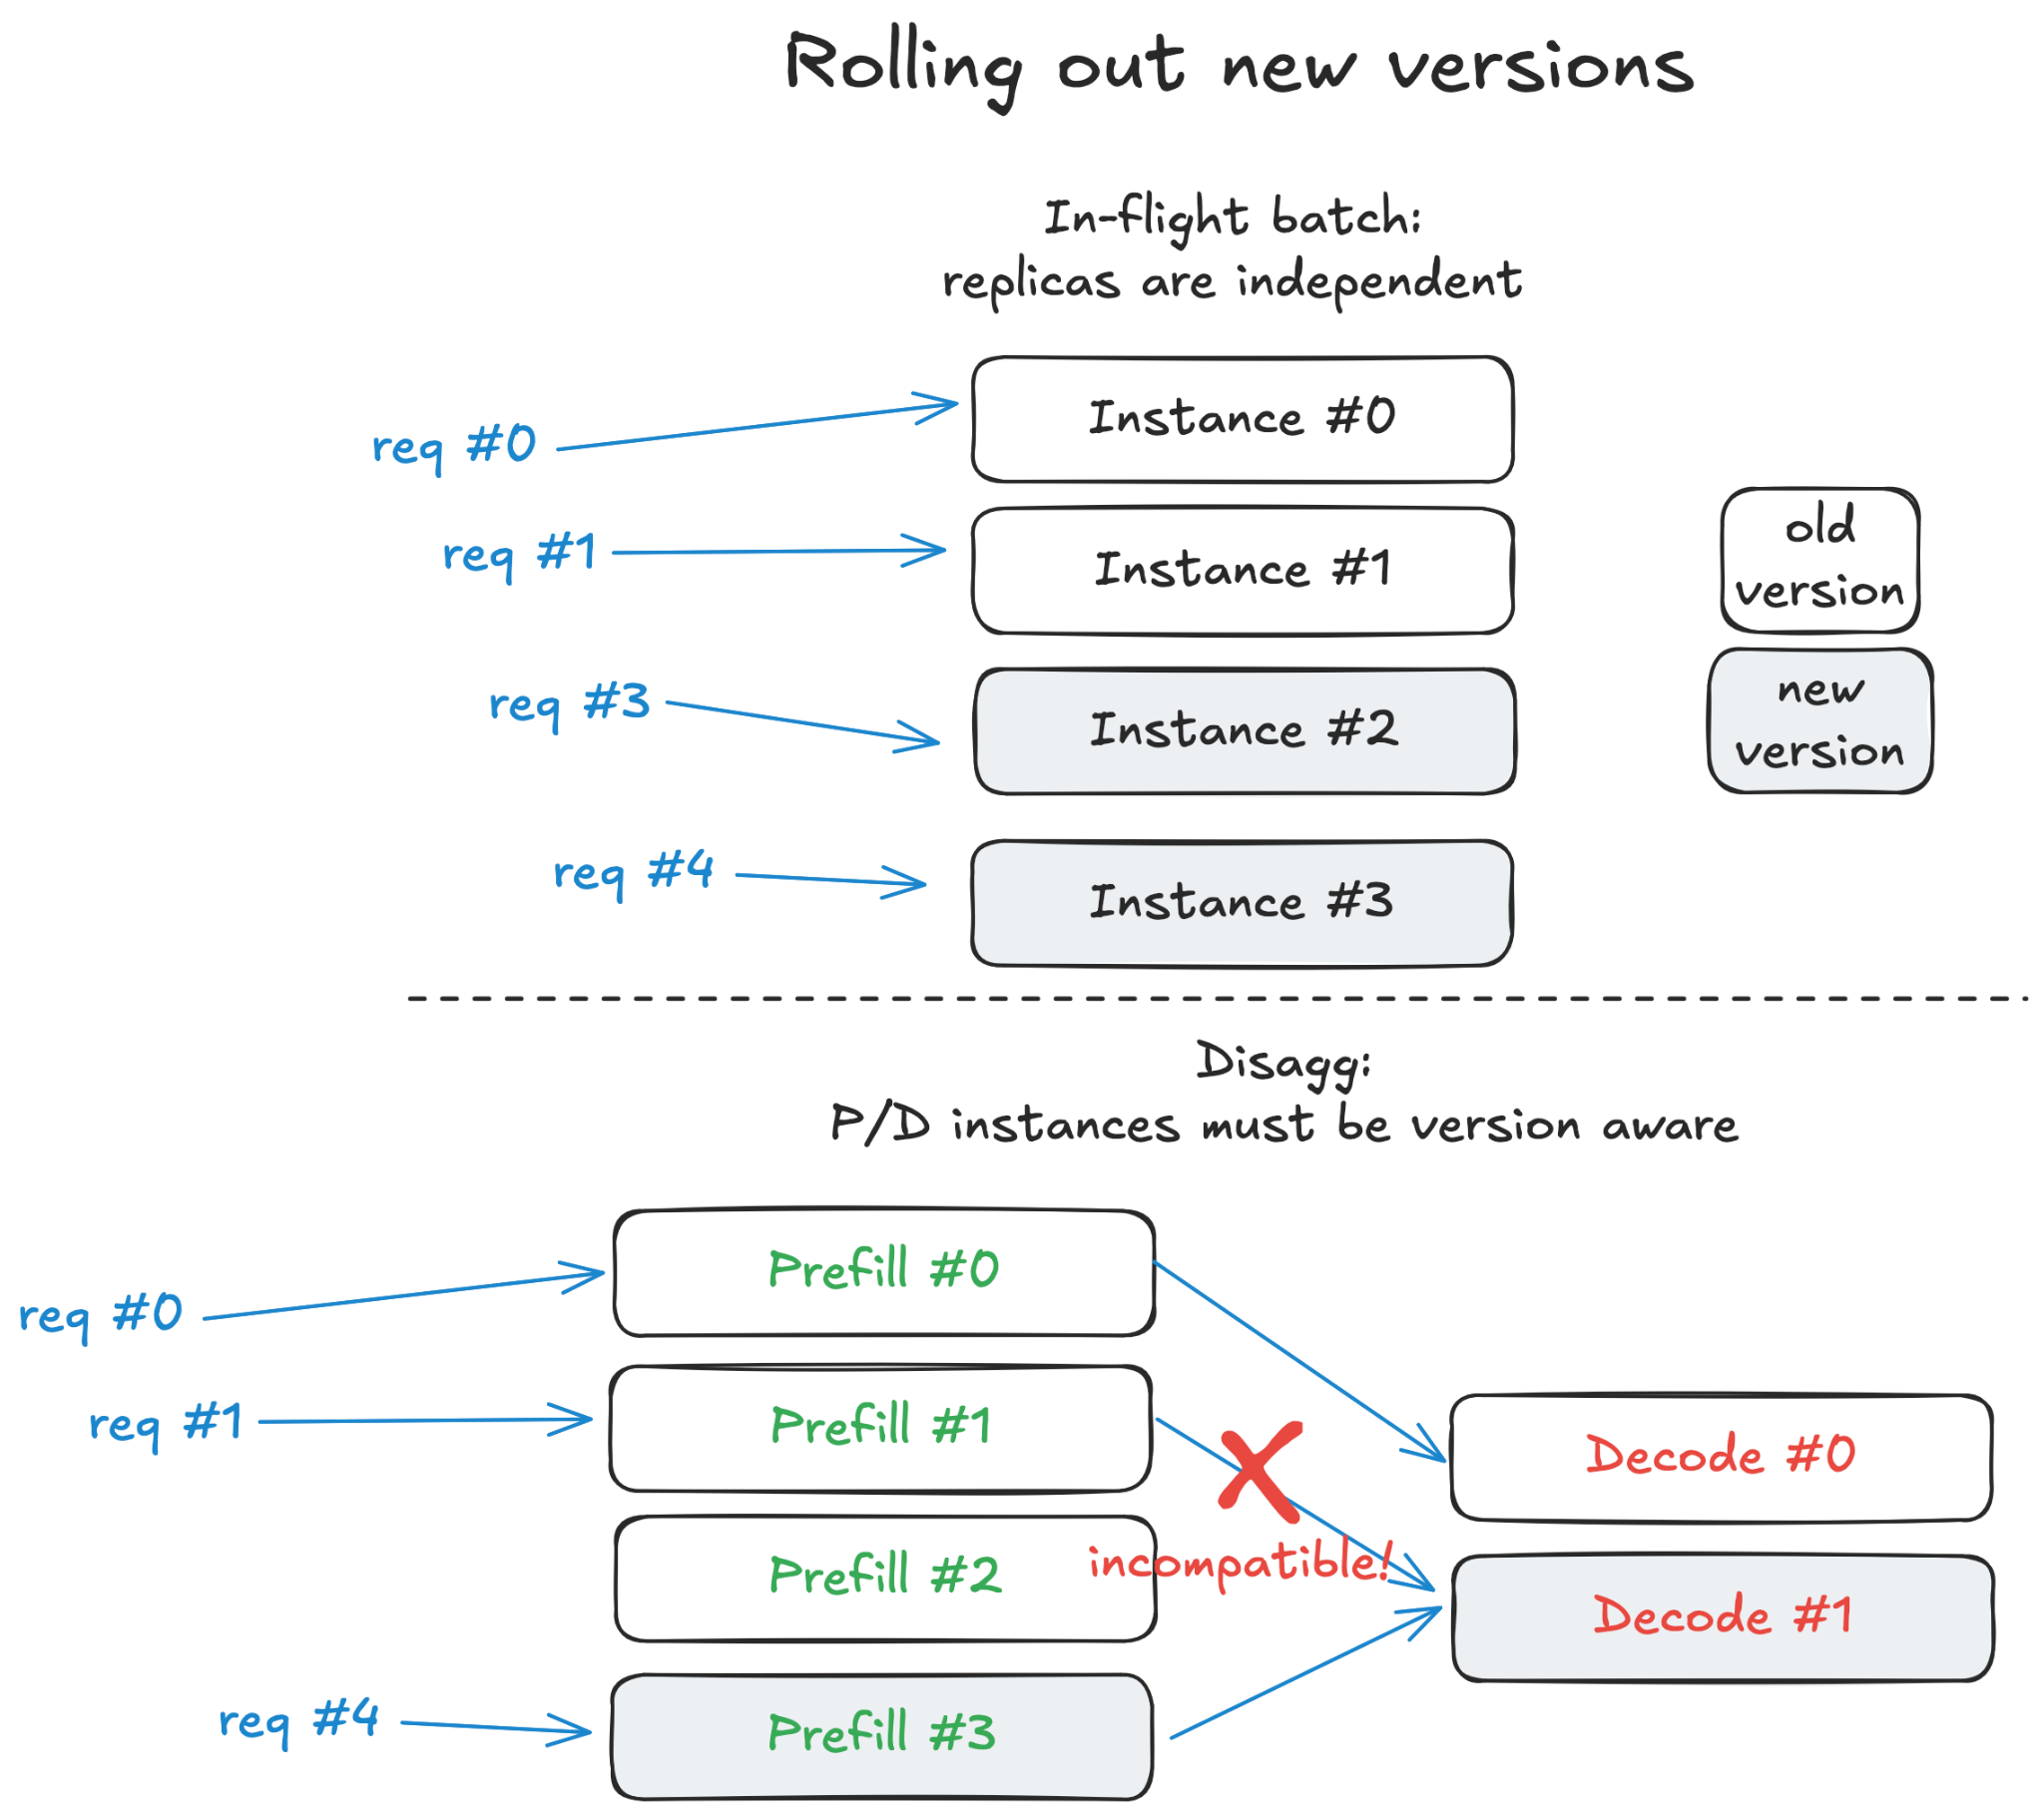 Rolling out new versions
In-flight batch:
replicas are independent
req #0
Instance #0
req #1
Instance #1
old
version
req #3
Instance #2
new
version
req #4
Instance #3
Disagg:
P/D instances must be version aware
req #0
Prefill #0
req #1
Prefill #1
Decode #0
Prefill #2
incompatible!
Decode #1
req #4
Prefill #3